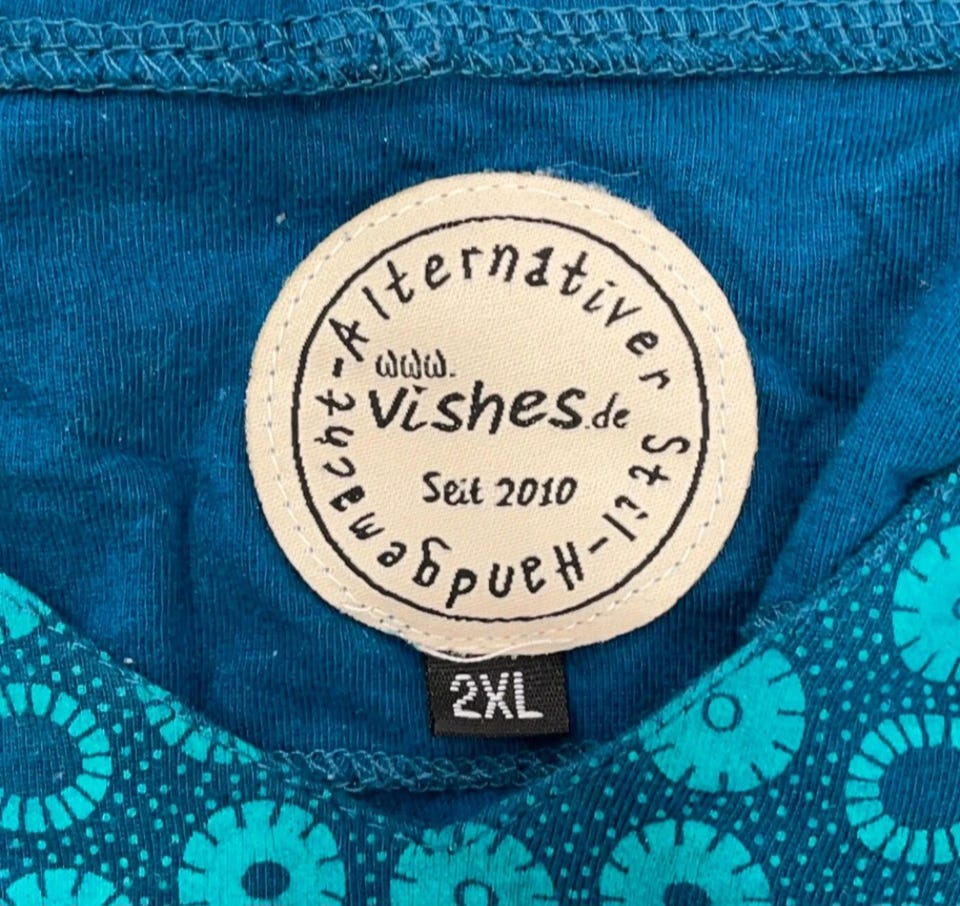 Alternativer Stil-Handgemacht-
www.
vishes.de
Seit 2010
2XL